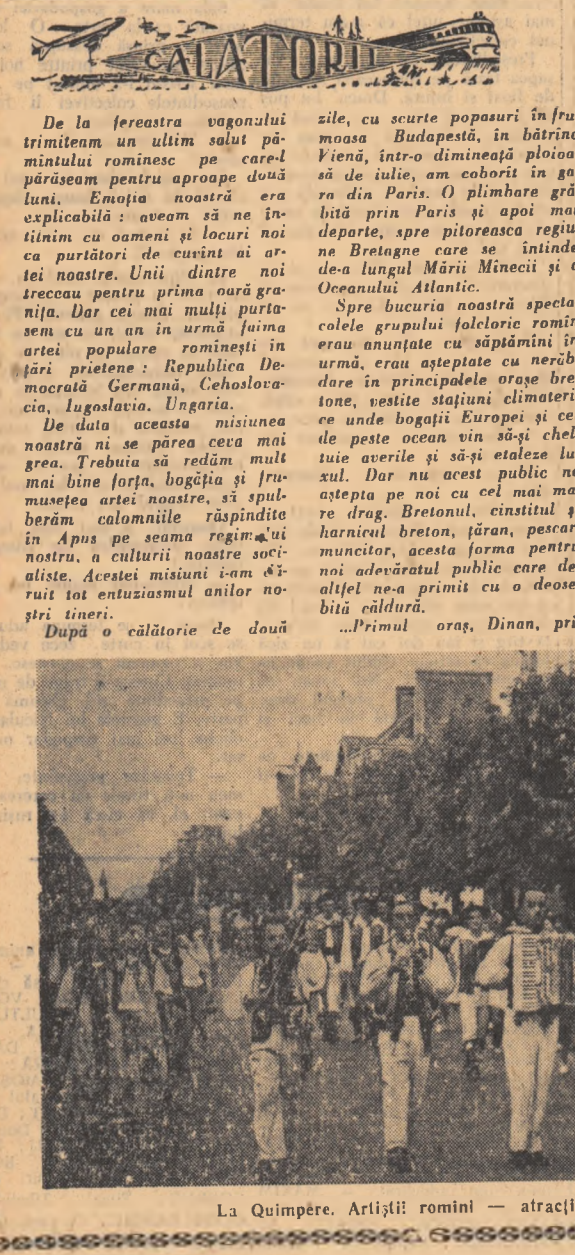 CĂLĂTORII
De la fereastra vagonului
trimiteam un ultim salut pă-
mîntului romînesc pe care-l
părăseam pentru aproape două
luni. Emoția noastră era
explicabilă : aveam să ne în-
tîlnim cu oameni și locuri noi
ca purtători de cuvînt ai ar-
tei noastre. Unii dintre noi
treceau pentru prima oară gra-
nița. Dar cei mai mulți purta-
sem cu un an în urmă faima
artei populare romînești în
țări prietene : Republica De-
mocrată Germană, Cehoslova-
cia, Iugoslavia, Ungaria.
De data aceasta misiunea
noastră ni se părea ceva mai
grea. Trebuia să redăm mult
mai bine forța, bogăția și fru-
musețea artei noastre, să spul-
berăm calomniile răspîndite
în Apus pe seama regimului
nostru, a culturii noastre soci-
aliste. Acestei misiuni i-am dă-
ruit tot entuziasmul anilor no-
ștri tineri.
După o călătorie de două
zile, cu scurte popasuri în fru
moasa Budapestă, în bătrîna
Vienă, într-o dimineață ploioa
să de iulie, am coborît în ga
ra din Paris. O plimbare gră
bită prin Paris și apoi mai
departe, spre pitoreasca regiu
ne Bretagne care se întinde
de-a lungul Mării Mînecii și
Oceanului Atlantic.
Spre bucuria noastră specta
colele grupului folcloric romîn
erau anunțate cu săptămîni în
urmă, erau așteptate cu nerăb
dare în principalele orașe bre
tone, vestite stațiuni climateri
ce unde bogații Europei și ce
de peste ocean vin să-și chel
tuie averile și să-și etaleze lu
xul. Dar nu acest public ne
aștepta pe noi cu cel mai ma
re drag. Bretonul, cinstitul ș
harnicul breton, țăran, pescar
muncitor, acesta forma pentru
noi adevăratul public care de
altfel ne-a primit cu o deose
bită căldură.
...Primul oraș, Dinan, pri
La Quimpere. Artiștii romîni — atracți